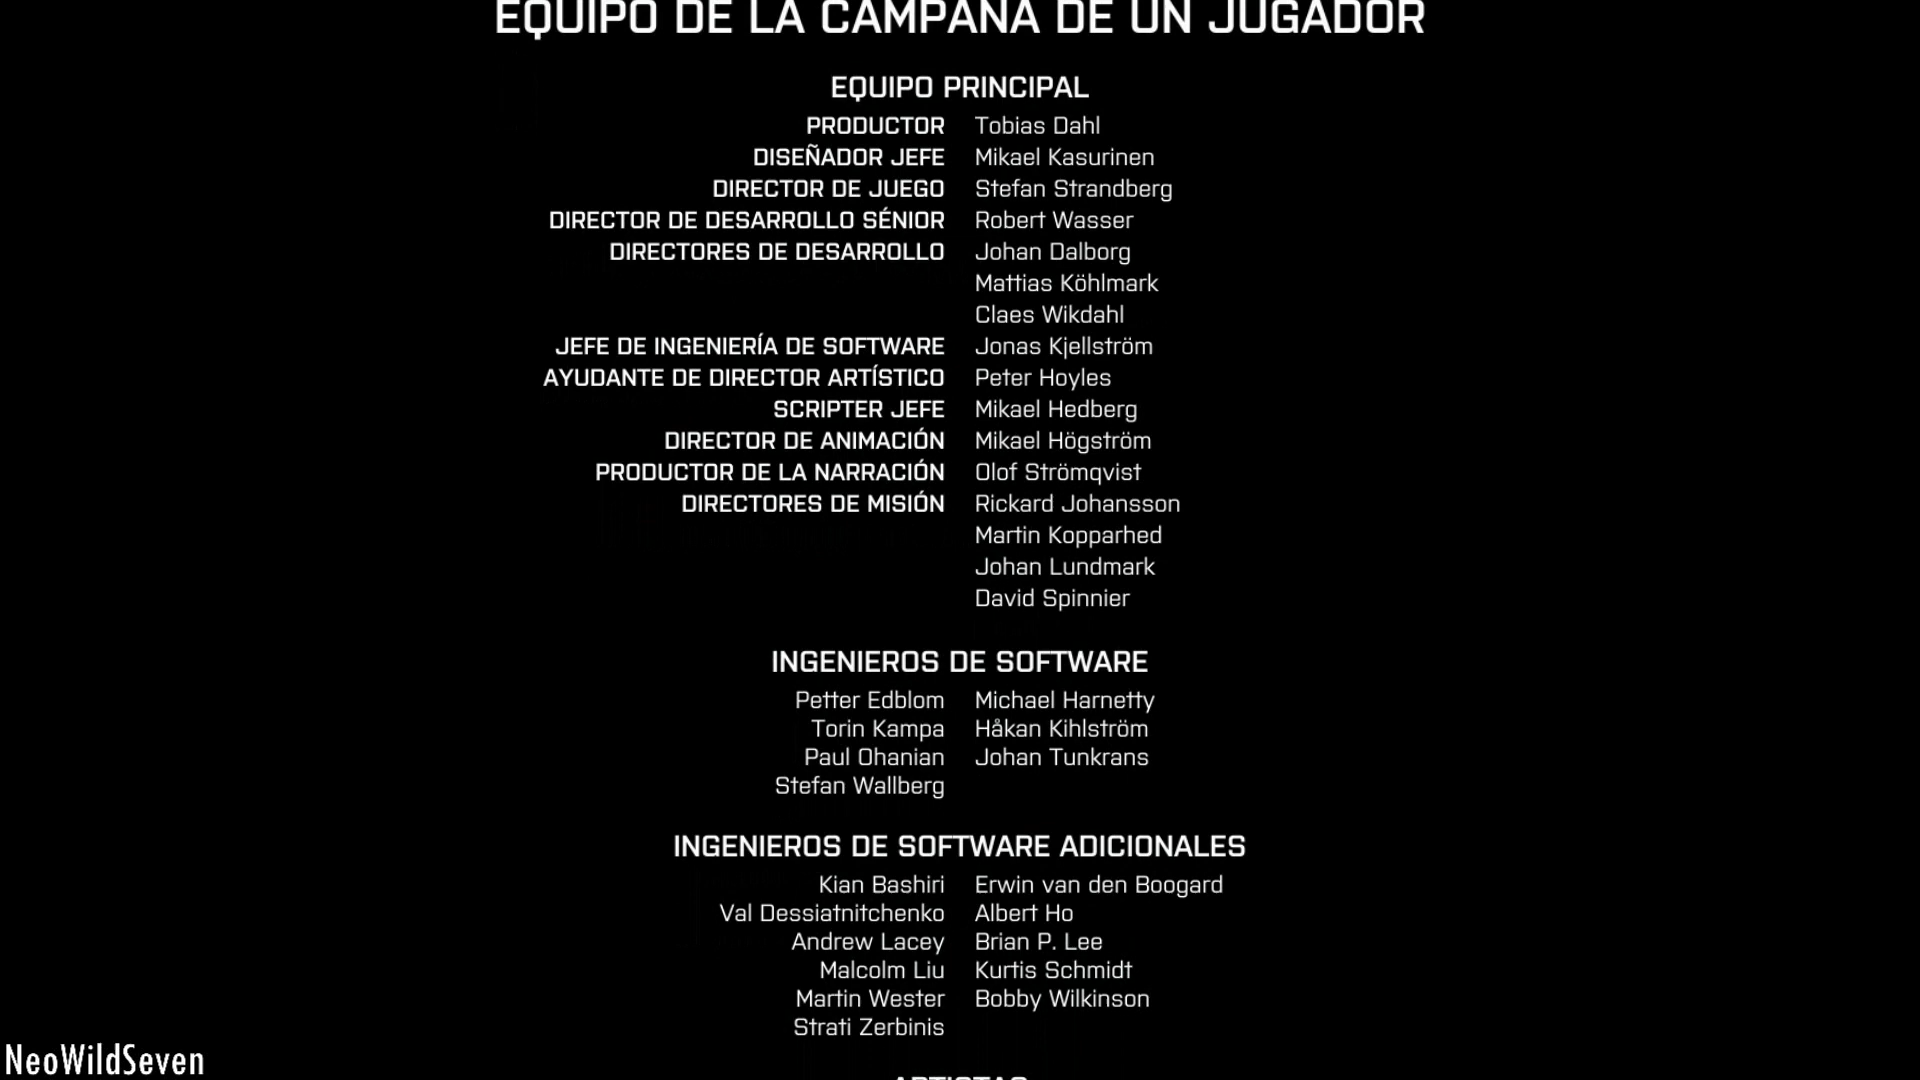 EQUIPO DE LA CAMPAÑA DE UN JUGADOR
EQUIPO PRINCIPAL
PRODUCTOR Tobias Dahl
DISEÑADOR JEFE Mikael Kasurinen
DIRECTOR DE JUEGO Stefan Strandberg
DIRECTOR DE DESARROLLO SÉNIOR Robert Wasser
DIRECTORES DE DESARROLLO Johan Dalborg
Mattias Köhlmark
Claes Wikdahl
JEFE DE INGENIERÍA DE SOFTWARE Jonas Kjellström
AYUDANTE DE DIRECTOR ARTÍSTICO Peter Hoyles
SCRIPTER JEFE Mikael Hedberg
DIRECTOR DE ANIMACIÓN Mikael Högström
PRODUCTOR DE LA NARRACIÓN Olof Strömqvist
DIRECTORES DE MISIÓN Rickard Johansson
Martin Kopparhed
Johan Lundmark
David Spinnier
INGENIEROS DE SOFTWARE
Petter Edblom Michael Harnetty
Torin Kampa Håkan Kihlström
Paul Ohanian Johan Tunkrans
Stefan Wallberg
INGENIEROS DE SOFTWARE ADICIONALES
Kian Bashiri Erwin van den Boogard
Val Dessiatnitchenko Albert Ho
Andrew Lacey Brian P. Lee
Malcolm Liu Kurtis Schmidt
Martin Wester Bobby Wilkinson
Strati Zerbinis
ARTISTAS
NeoWildSeven